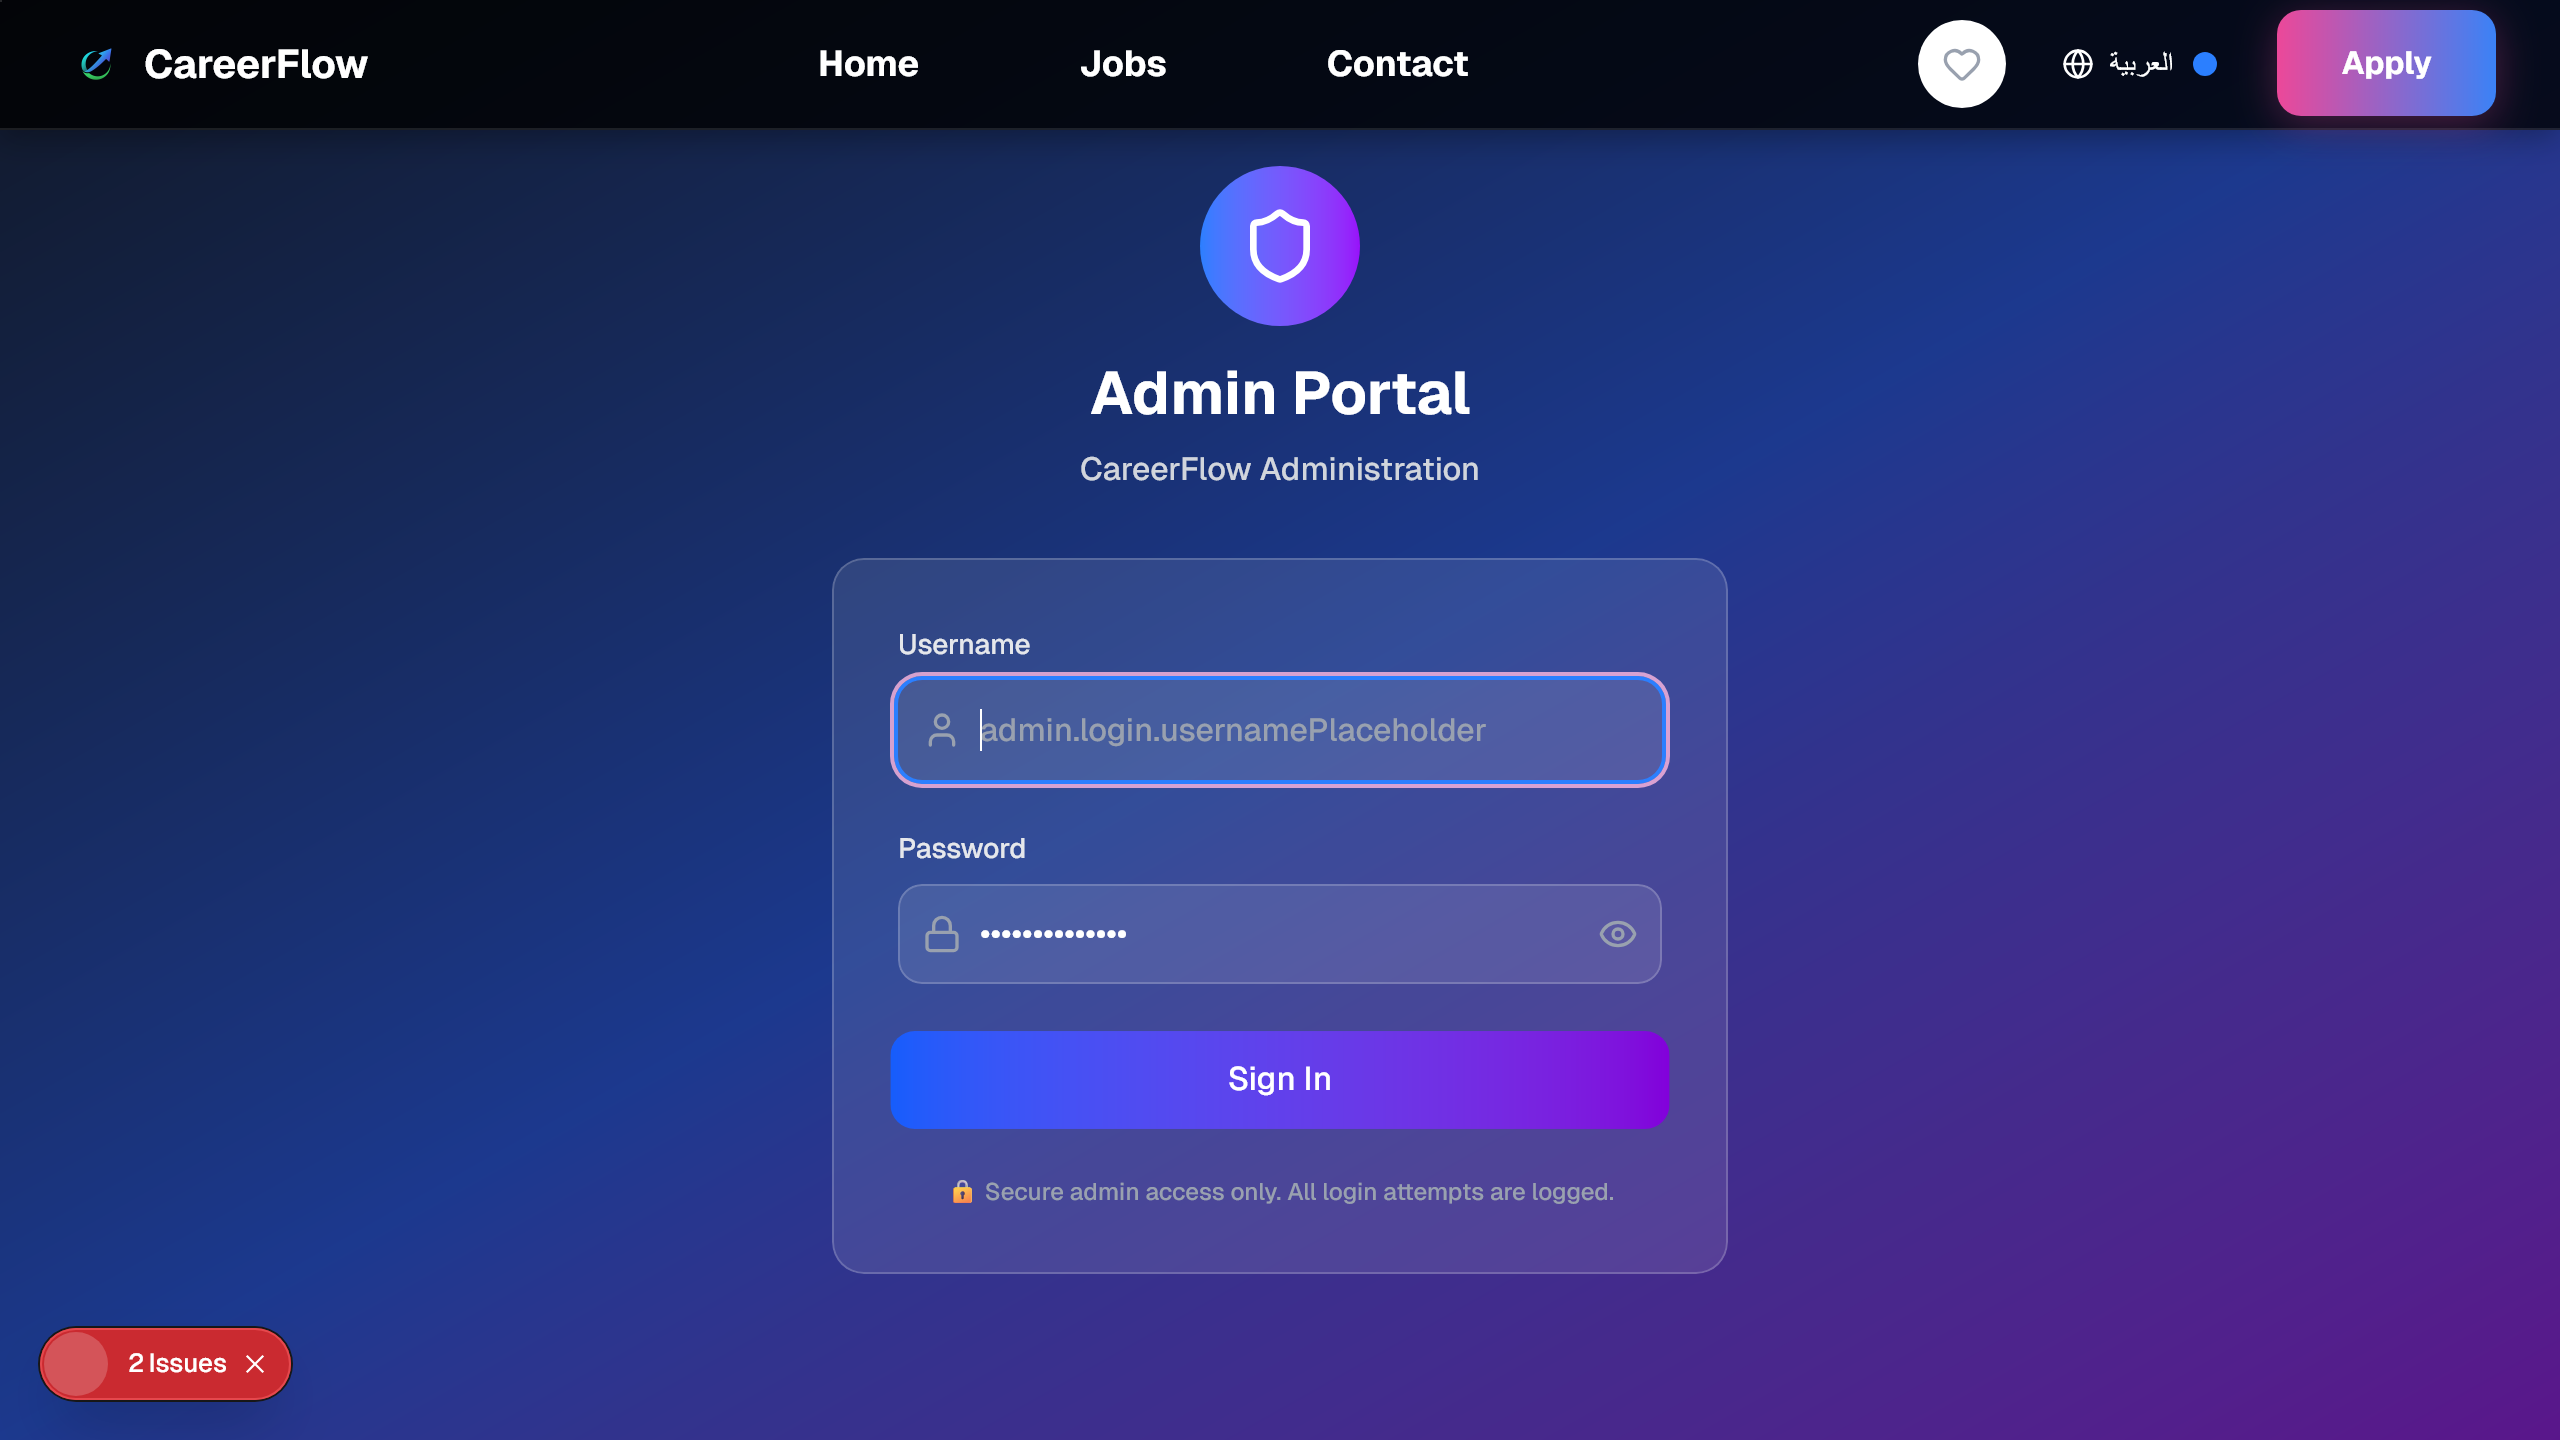 CareerFlow
Home
Jobs
Contact
العربية
Apply
Admin Portal
CareerFlow Administration
Username
admin.login.usernamePlaceholder
Password
••••••••••••••
Sign In
🔒 Secure admin access only. All login attempts are logged.
2 Issues